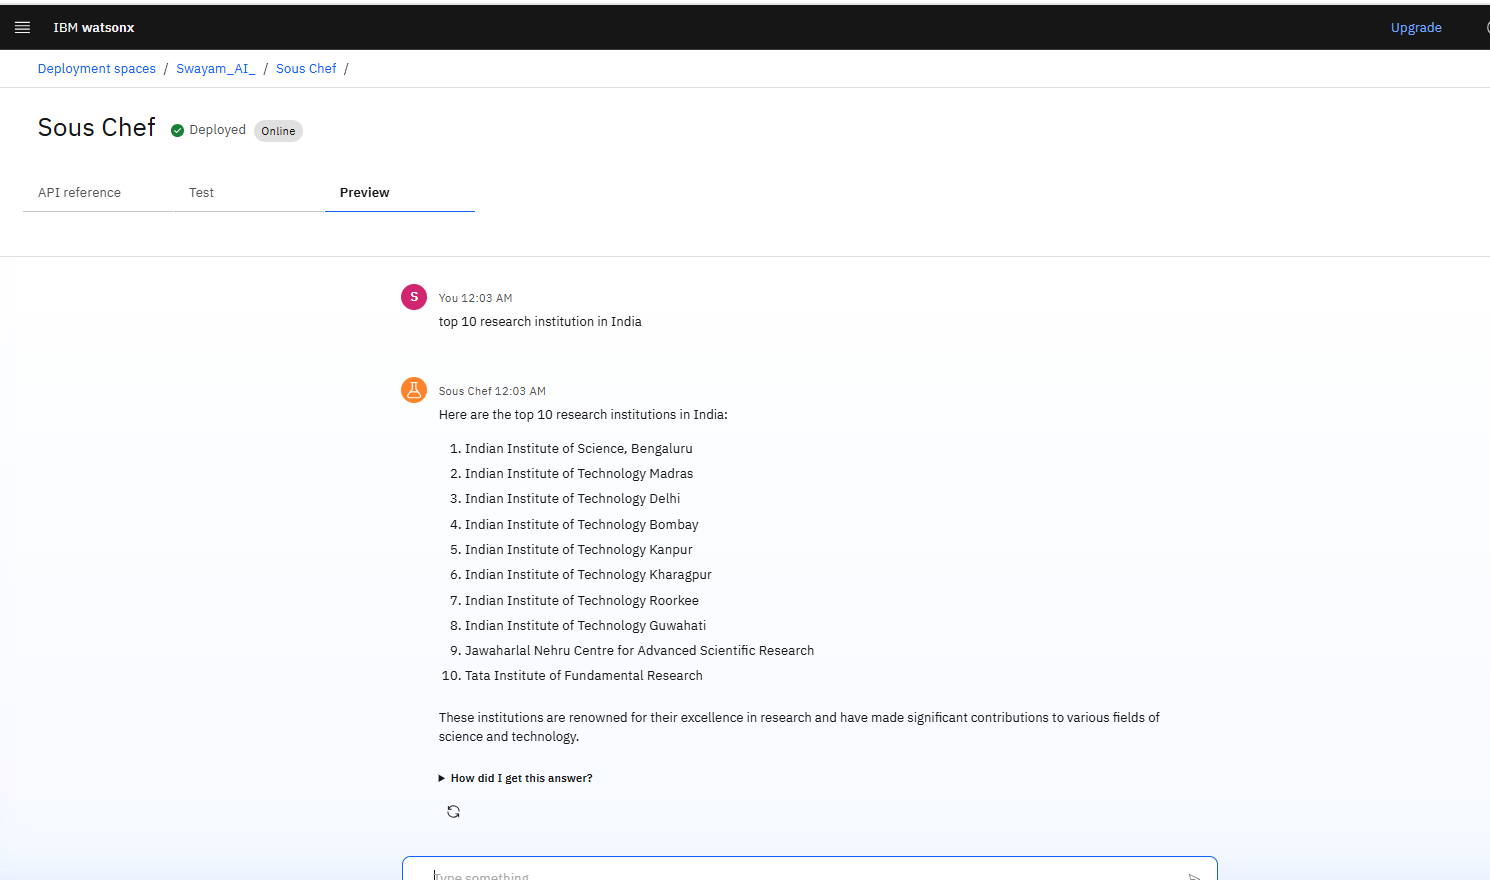 IBM watsonx
Upgrade
Deployment spaces / Swayam_AI_ / Sous Chef /
Sous Chef Deployed Online
API reference Test Preview
S You 12:03 AM
top 10 research institution in India
Sous Chef 12:03 AM
Here are the top 10 research institutions in India:
1. Indian Institute of Science, Bengaluru
2. Indian Institute of Technology Madras
3. Indian Institute of Technology Delhi
4. Indian Institute of Technology Bombay
5. Indian Institute of Technology Kanpur
6. Indian Institute of Technology Kharagpur
7. Indian Institute of Technology Roorkee
8. Indian Institute of Technology Guwahati
9. Jawaharlal Nehru Centre for Advanced Scientific Research
10. Tata Institute of Fundamental Research
These institutions are renowned for their excellence in research and have made significant contributions to various fields of
science and technology.
How did I get this answer?
Type something